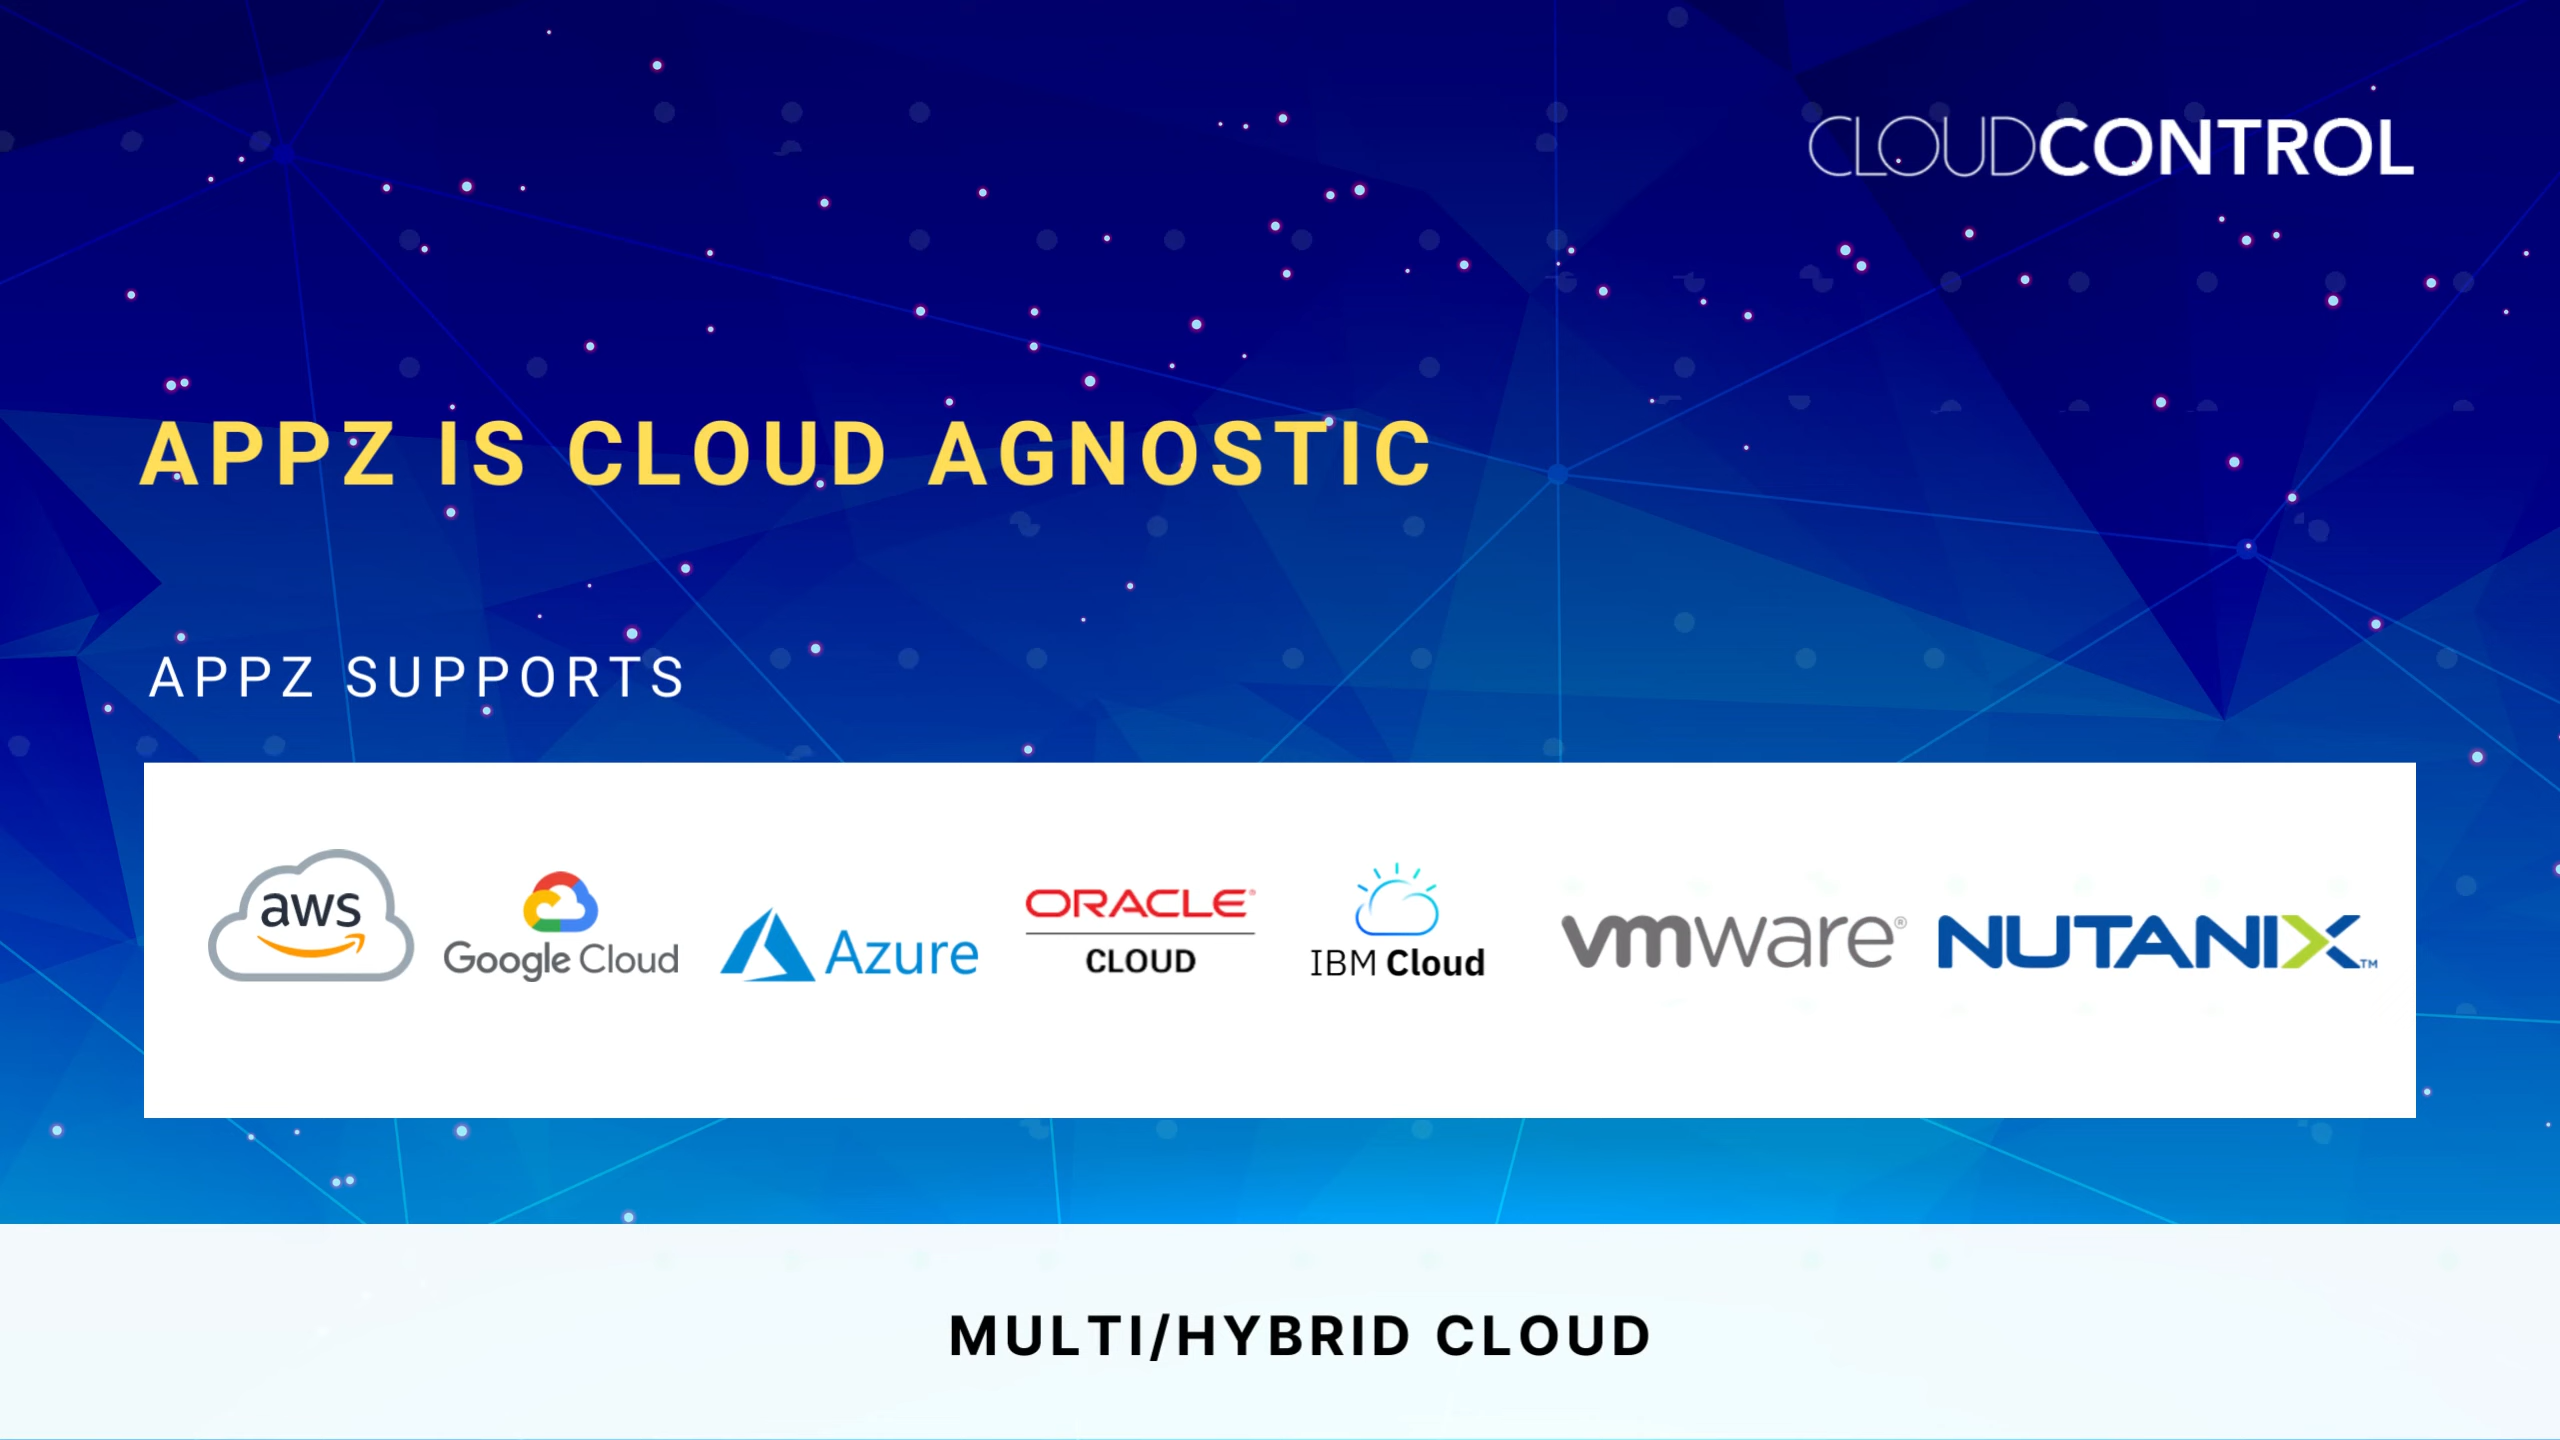 CLOUDCONTROL
APPZ IS CLOUD AGNOSTIC
APPZ SUPPORTS
aws
Google Cloud
Azure
ORACLE®
CLOUD
IBM Cloud
vmware®
NUTANIX™
MULTI/HYBRID CLOUD